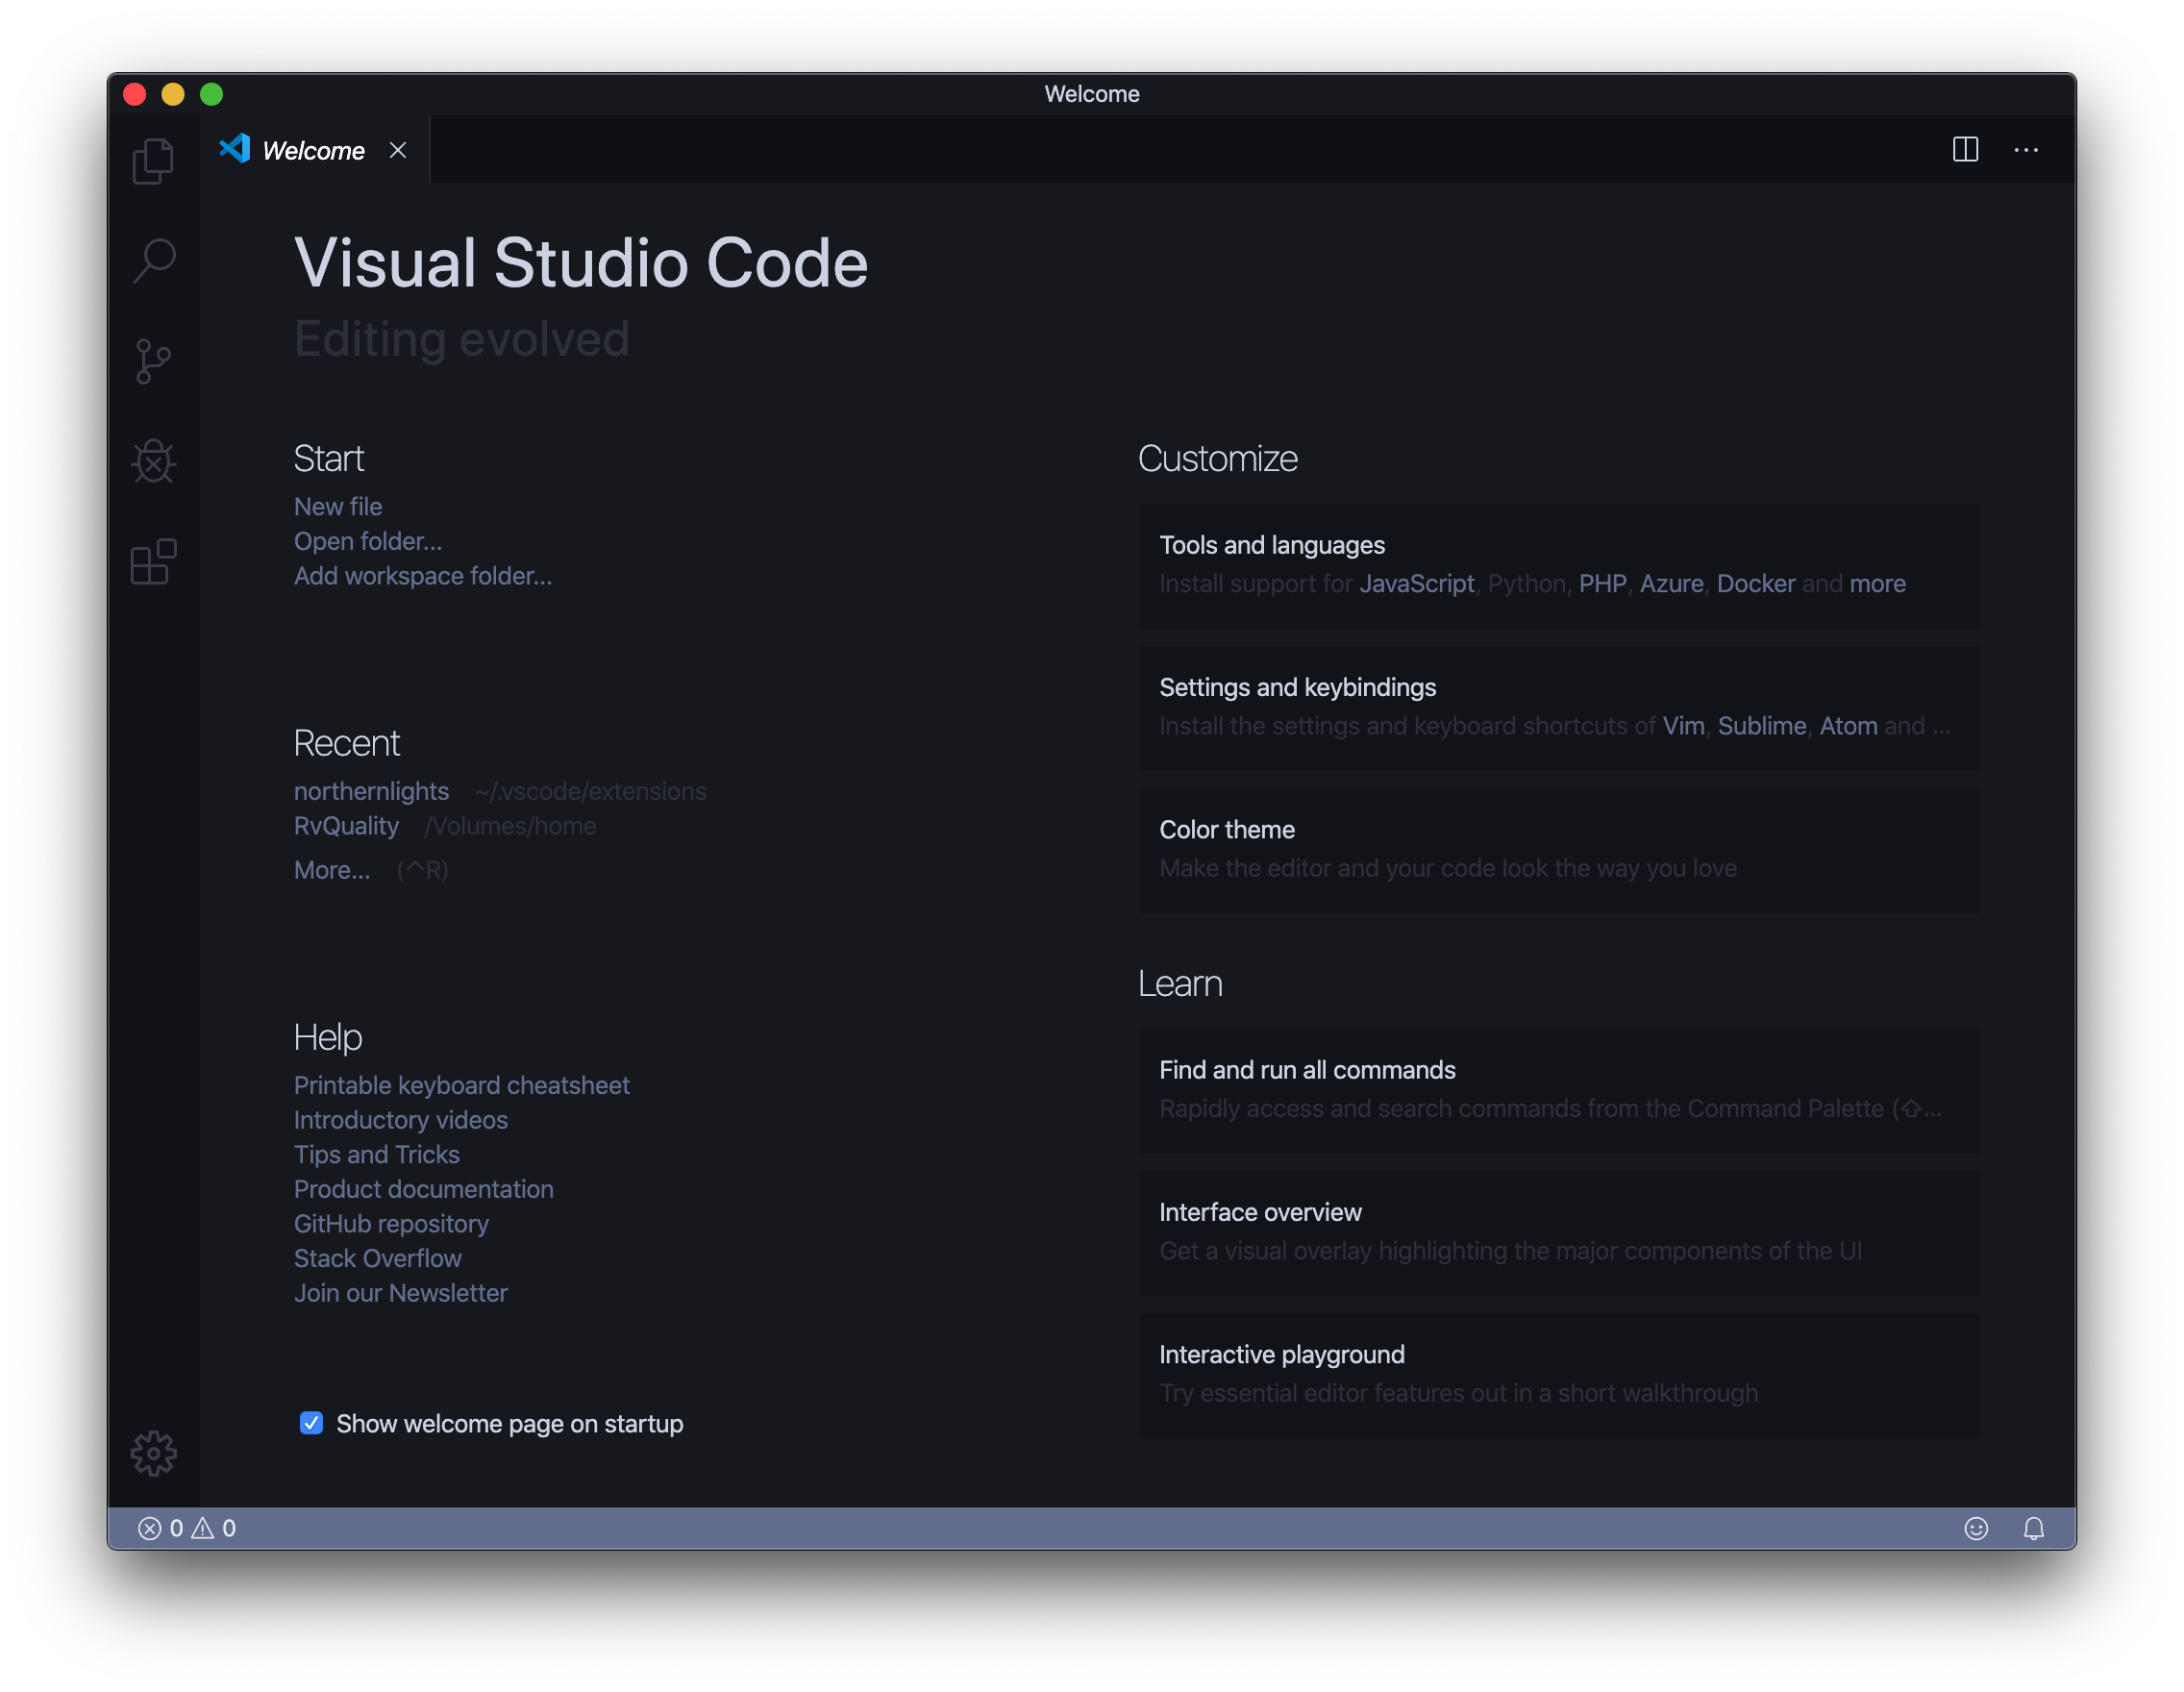 Welcome
Welcome
Visual Studio Code
Editing evolved
Start
New file
Open folder...
Add workspace folder...
Recent
northernlights ~/.vscode/extensions
RvQuality /Volumes/home
More... (^R)
Help
Printable keyboard cheatsheet
Introductory videos
Tips and Tricks
Product documentation
GitHub repository
Stack Overflow
Join our Newsletter
Show welcome page on startup
Customize
Tools and languages
Install support for JavaScript, Python, PHP, Azure, Docker and more
Settings and keybindings
Install the settings and keyboard shortcuts of Vim, Sublime, Atom and ...
Color theme
Make the editor and your code look the way you love
Learn
Find and run all commands
Rapidly access and search commands from the Command Palette (⇧...
Interface overview
Get a visual overlay highlighting the major components of the UI
Interactive playground
Try essential editor features out in a short walkthrough
0 0